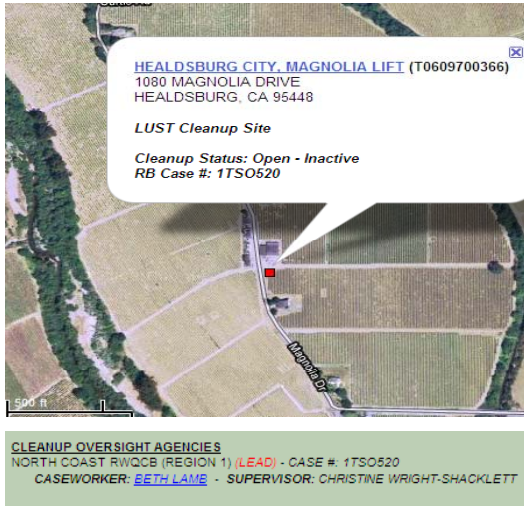 HEALDSBURG CITY, MAGNOLIA LIFT (T0609700366)
1080 MAGNOLIA DRIVE
HEALDSBURG, CA 95448
LUST Cleanup Site
Cleanup Status: Open - Inactive
RB Case #: 1TSO520
Magnolia Dr
500 ft
CLEANUP OVERSIGHT AGENCIES
NORTH COAST RWQCB (REGION 1) (LEAD) - CASE #: 1TSO520
CASEWORKER: BETH LAMB - SUPERVISOR: CHRISTINE WRIGHT-SHACKLETT